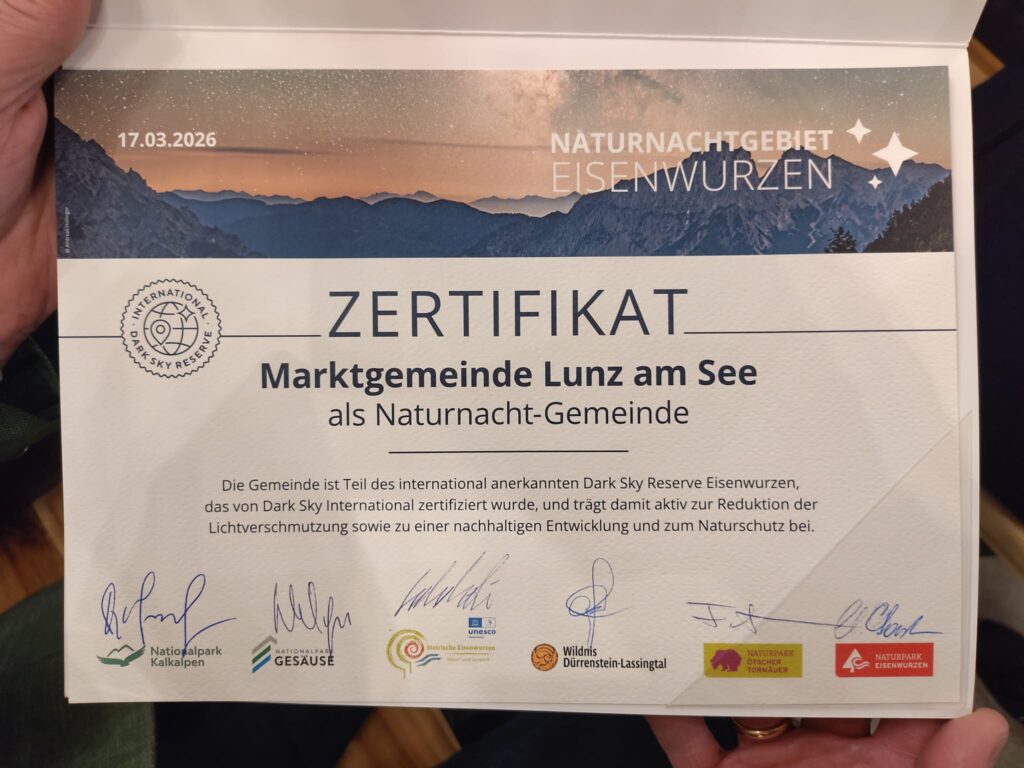 17.03.2026
NATURNACHTGEBIET
EISENWURZEN
INTERNATIONAL
DARK SKY RESERVE
ZERTIFIKAT
Marktgemeinde Lunz am See
als Naturnacht-Gemeinde
Die Gemeinde ist Teil des international anerkannten Dark Sky Reserve Eisenwurzen,
das von Dark Sky International zertifiziert wurde, und trägt damit aktiv zur Reduktion der
Lichtverschmutzung sowie zu einer nachhaltigen Entwicklung und zum Naturschutz bei.
Nationalpark
Kalkalpen
NATIONALPARK
GESÄUSE
unesco
Steirische Eisenwurzen
Natur- und Geopark
Wildnis
Dürrenstein-Lassingtal
NATURPARK
ÖTSCHER
TORMÄUER
NATURPARK
EISENWURZEN